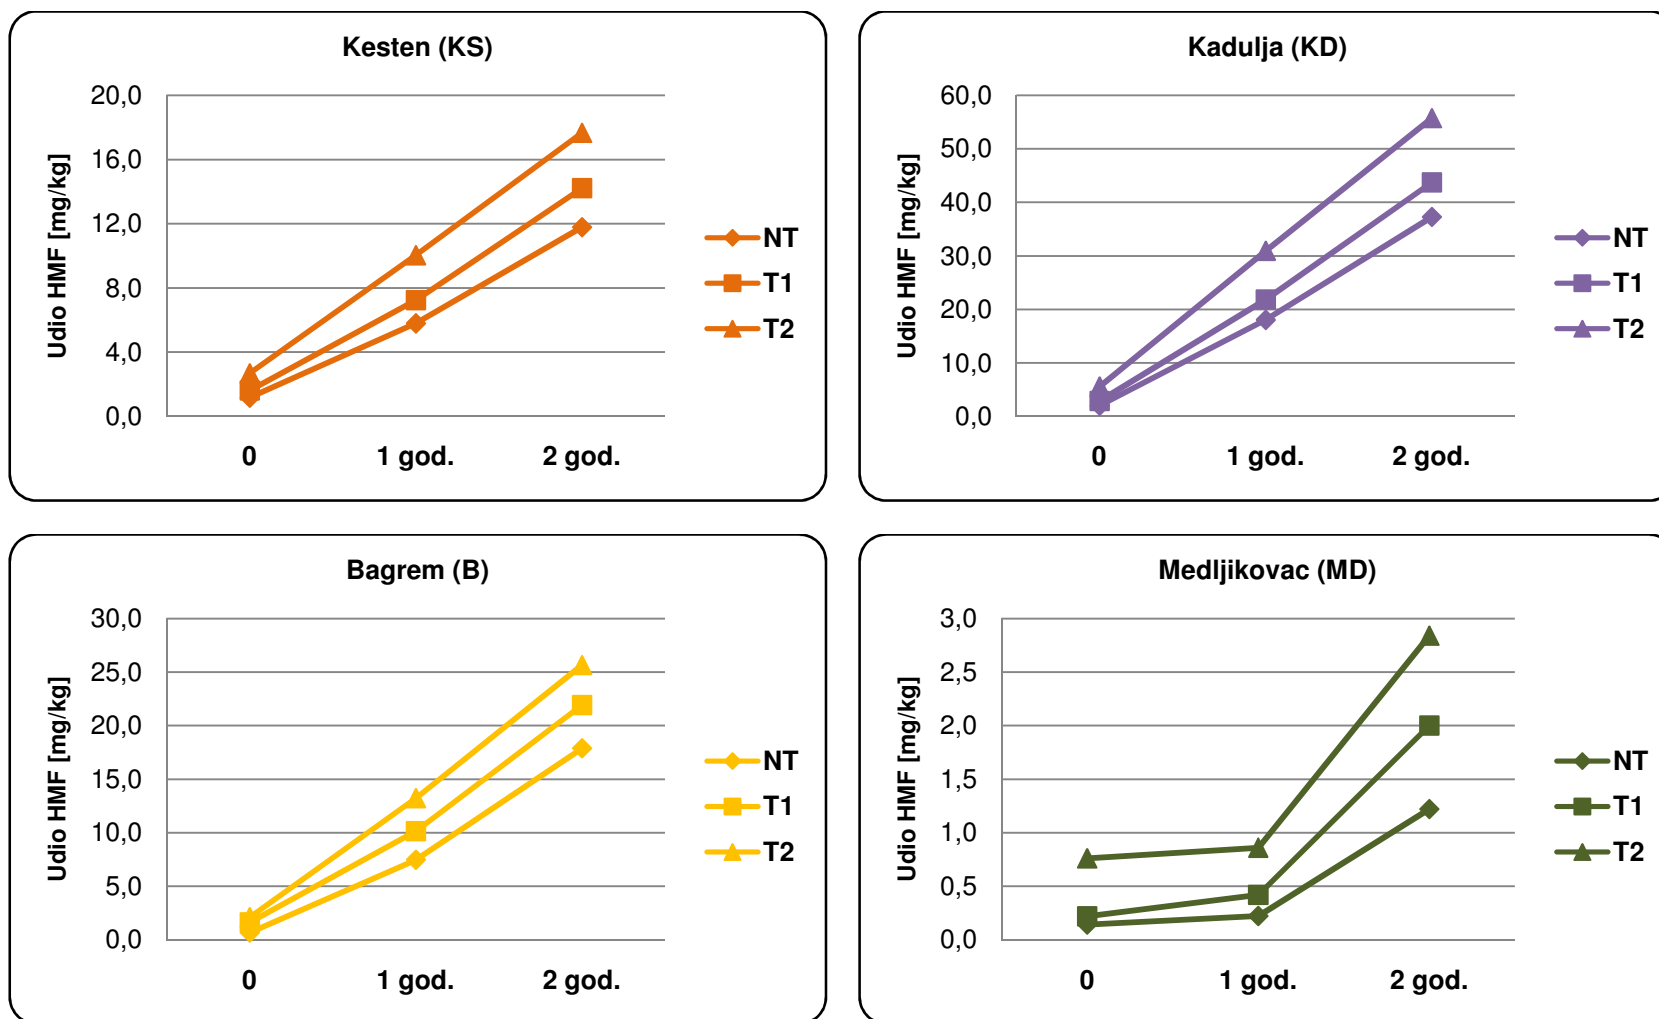 Kesten (KS)
Udio HMF [mg/kg]
20,0
16,0
12,0
8,0
4,0
0,0
0
1 god.
2 god.
NT
T1
T2
Kadulja (KD)
Udio HMF [mg/kg]
60,0
50,0
40,0
30,0
20,0
10,0
0,0
0
1 god.
2 god.
NT
T1
T2
Bagrem (B)
Udio HMF [mg/kg]
30,0
25,0
20,0
15,0
10,0
5,0
0,0
0
1 god.
2 god.
NT
T1
T2
Medljikovac (MD)
Udio HMF [mg/kg]
3,0
2,5
2,0
1,5
1,0
0,5
0,0
0
1 god.
2 god.
NT
T1
T2